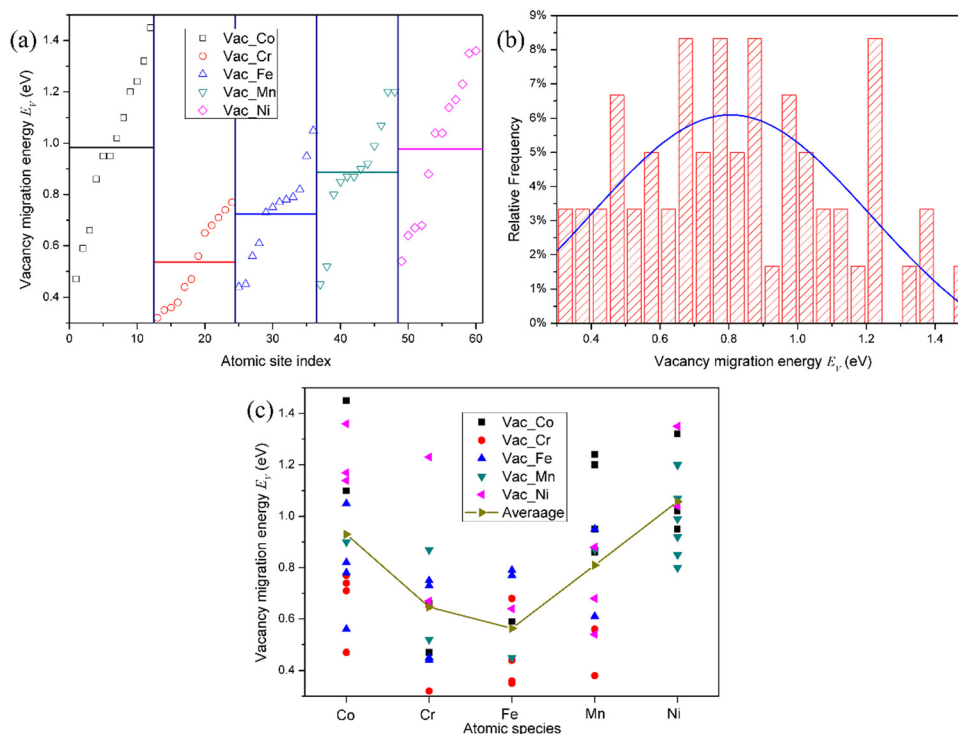 (a)
Vacancy migration energy E_V (eV)
1.4
1.2
1.0
0.8
0.6
0.4
Vac_Co
Vac_Cr
Vac_Fe
Vac_Mn
Vac_Ni
0 10 20 30 40 50 60
Atomic site index
(b)
Relative Frequency
9%
8%
6%
5%
3%
2%
0%
0.4 0.6 0.8 1.0 1.2 1.4
Vacancy migration energy E_V (eV)
(c)
Vacancy migration energy E_V (eV)
1.4
1.2
1.0
0.8
0.6
0.4
Vac_Co
Vac_Cr
Vac_Fe
Vac_Mn
Vac_Ni
Averaage
Co Cr Fe Mn Ni
Atomic species